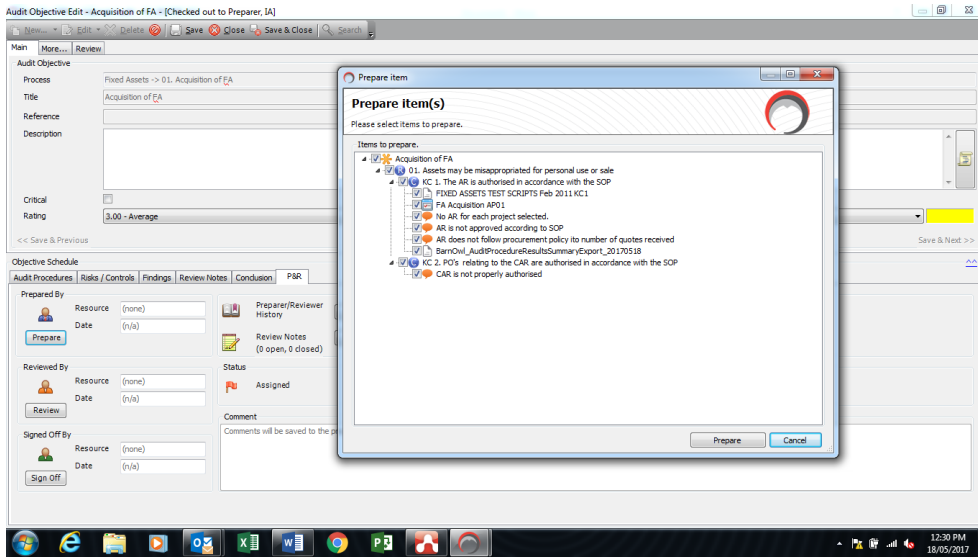 Audit Objective Edit - Acquisition of FA - [Checked out to Preparer, IA]
New... Edit Delete Save Close Save & Close Search
Main More... Review
Audit Objective
Process Fixed Assets -> 01. Acquisition of FA
Title Acquisition of FA
Reference
Description
Critical
Rating 3.00 - Average
<< Save & Previous Save & Next >>
Objective Schedule
Audit Procedures Risks / Controls Findings Review Notes Conclusion P&R
Prepared By
Resource (none)
Date (n/a)
Prepare
Preparer/Reviewer
History
Review Notes
(0 open, 0 closed)
Reviewed By
Resource (none)
Date (n/a)
Review
Status
Assigned
Signed Off By
Resource (none)
Date (n/a)
Sign Off
Comment
Comments will be saved to the pr
Prepare item
Prepare item(s)
Please select items to prepare.
Items to prepare.
Acquisition of FA
R 01. Assets may be misappropriated for personal use or sale
C KC 1. The AR is authorised in accordance with the SOP
FIXED ASSETS TEST SCRIPTS Feb 2011 KC1
FA Acquisition AP01
No AR for each project selected.
AR is not approved according to SOP
AR does not follow procurement policy ito number of quotes received
BarnOwl_AuditProcedureResultsSummaryExport_20170518
C KC 2. PO's relating to the CAR are authorised in accordance with the SOP
CAR is not properly authorised
Prepare Cancel
12:30 PM
18/05/2017